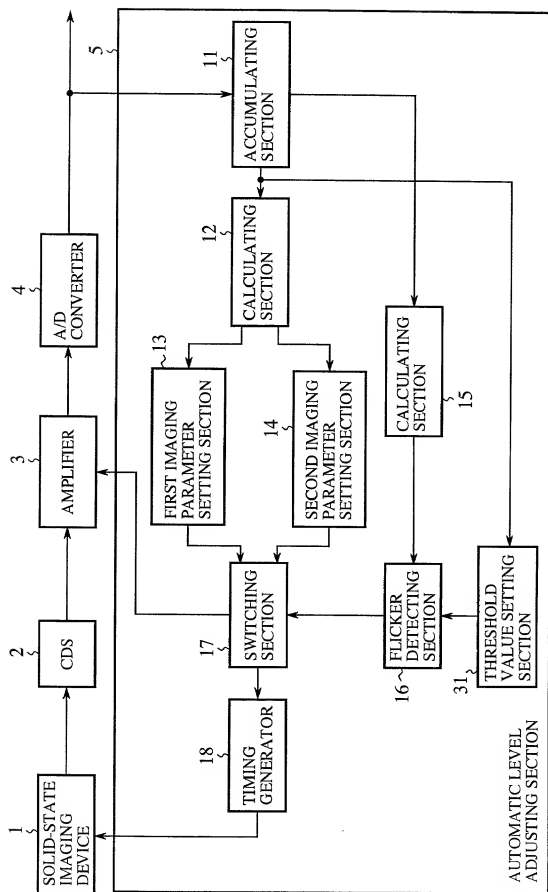 1
SOLID-STATE
IMAGING
DEVICE
2
CDS
3
AMPLIFIER
4
A/D
CONVERTER
5
11
ACCUMULATING
SECTION
12
CALCULATING
SECTION
13
FIRST IMAGING
PARAMETER
SETTING SECTION
14
SECOND IMAGING
PARAMETER
SETTING SECTION
15
CALCULATING
SECTION
17
SWITCHING
SECTION
16
FLICKER
DETECTING
SECTION
18
TIMING
GENERATOR
31
THRESHOLD
VALUE SETTING
SECTION
AUTOMATIC LEVEL
ADJUSTING SECTION